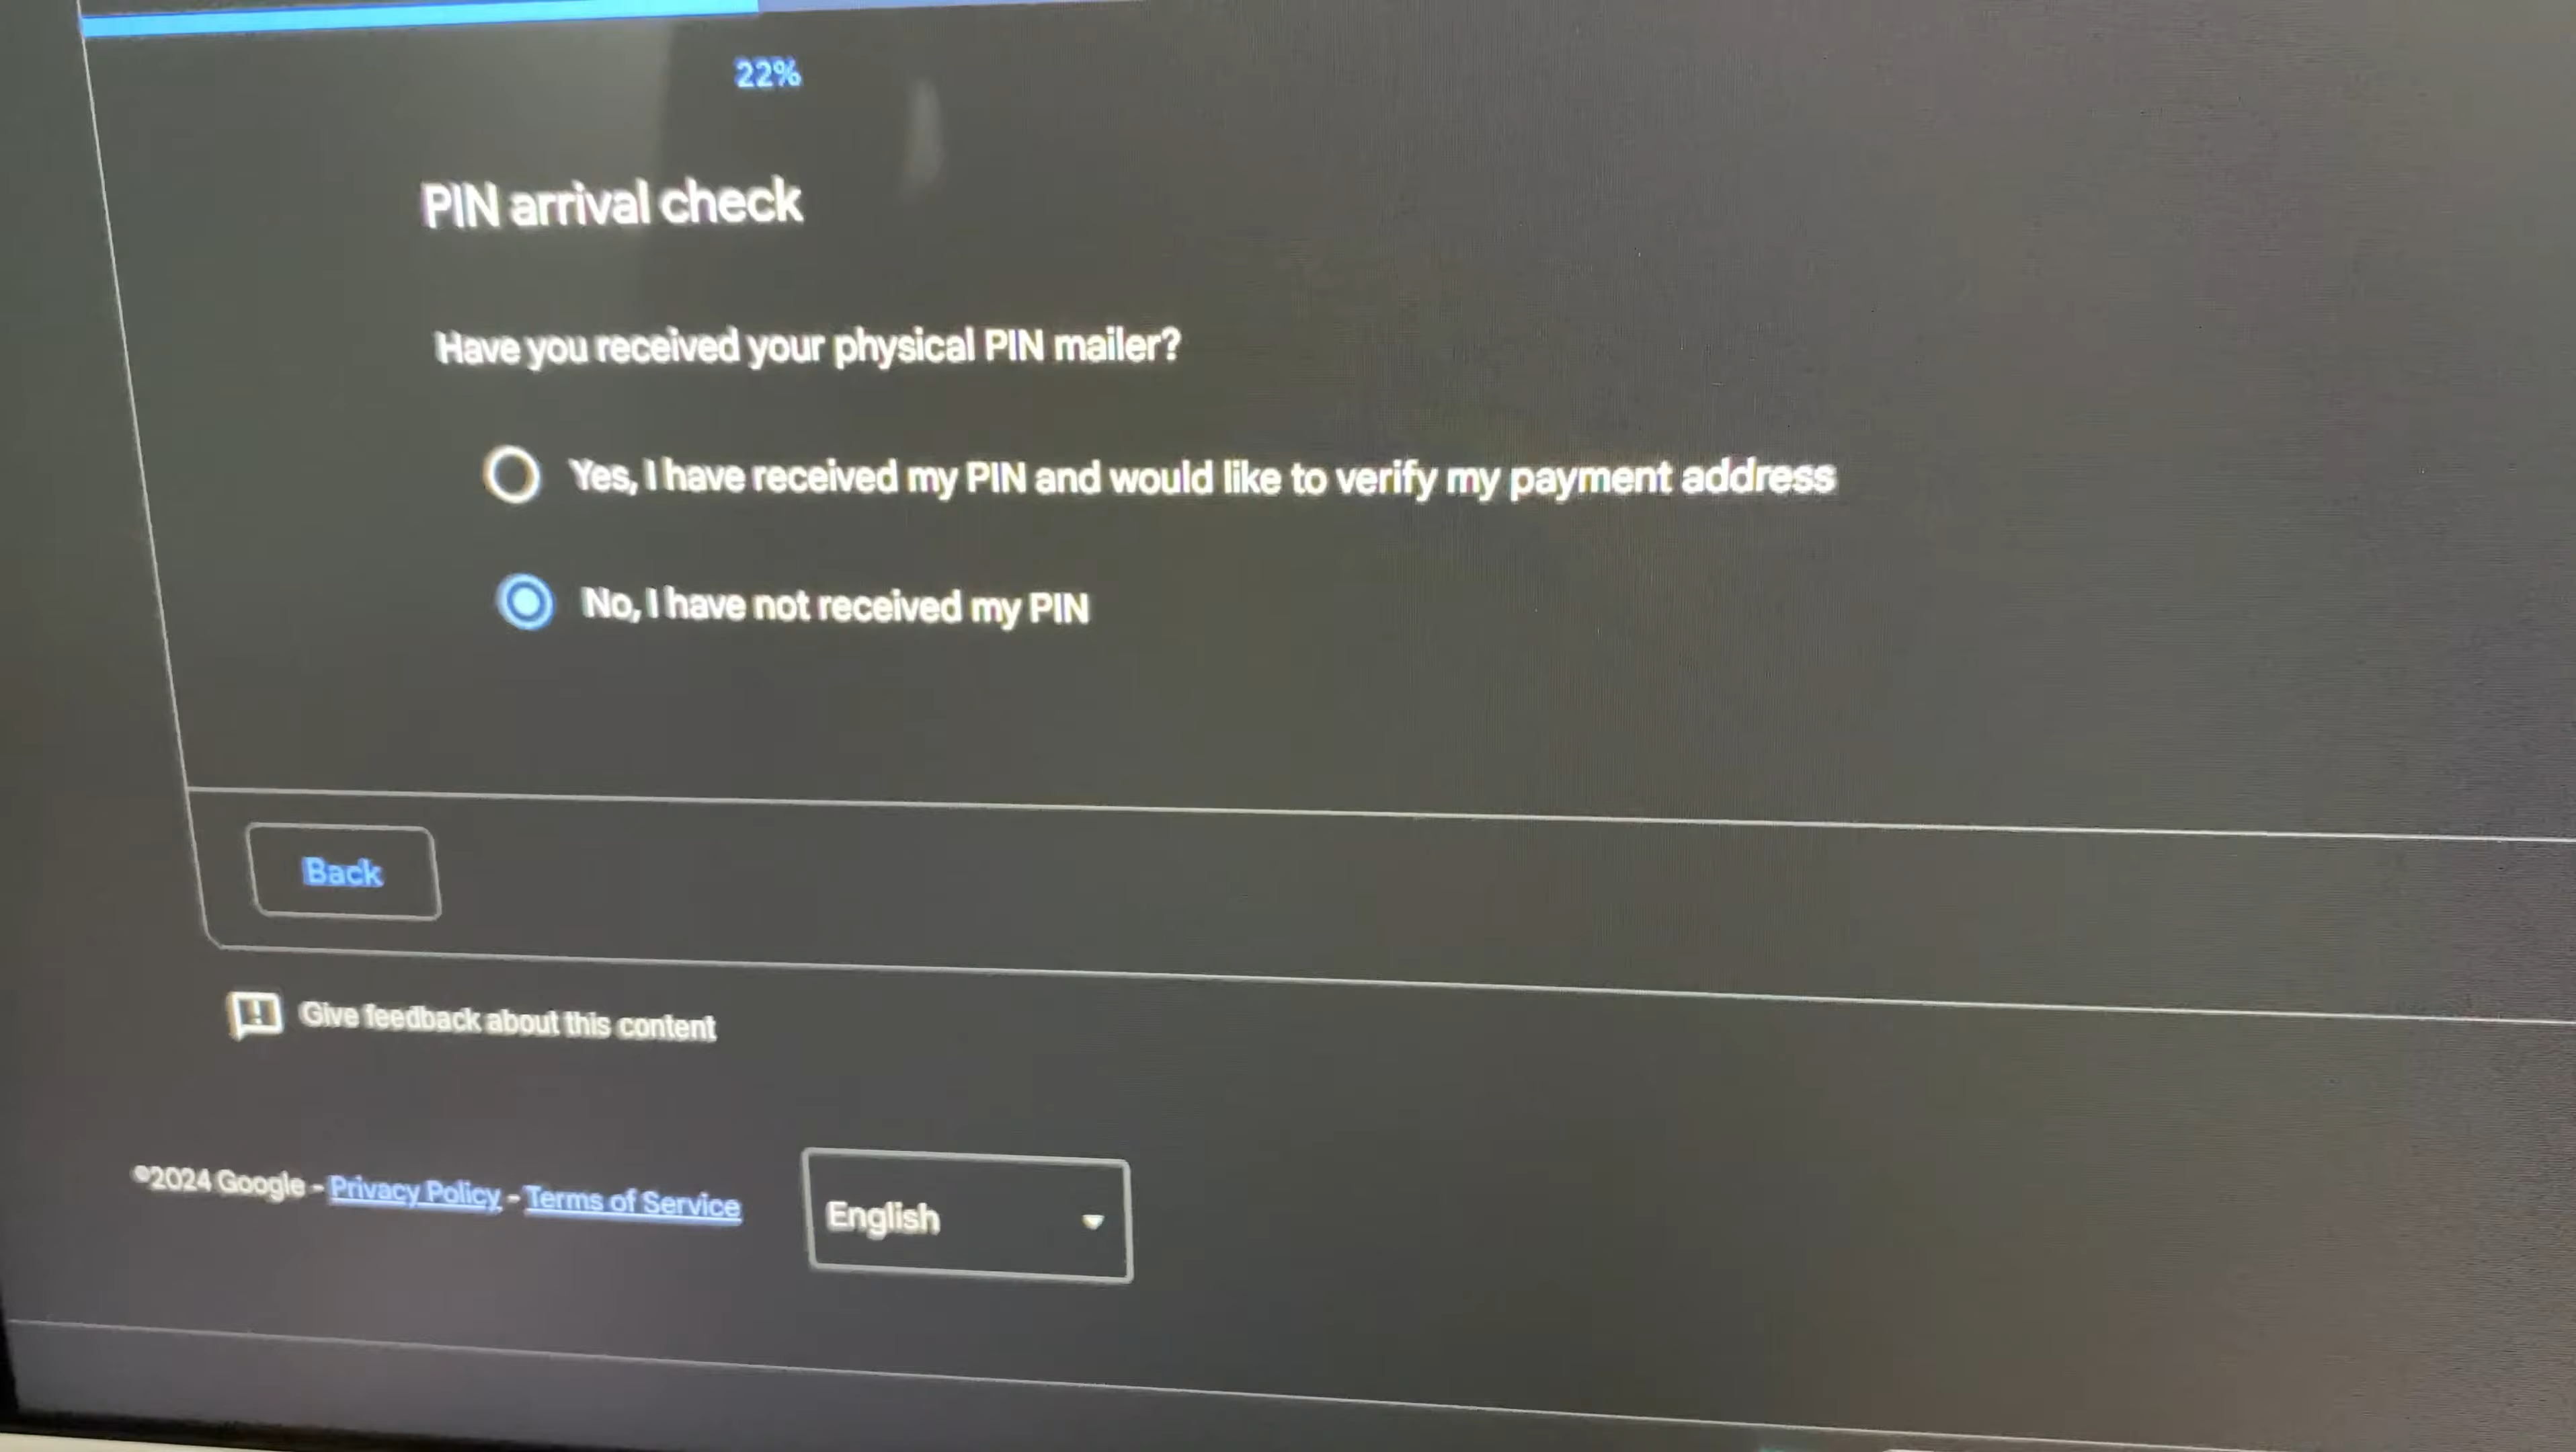 22%
PIN arrival check
Have you received your physical PIN mailer?
Yes, I have received my PIN and would like to verify my payment address
No, I have not received my PIN
Back
Give feedback about this content
©2024 Google - Privacy Policy - Terms of Service
English